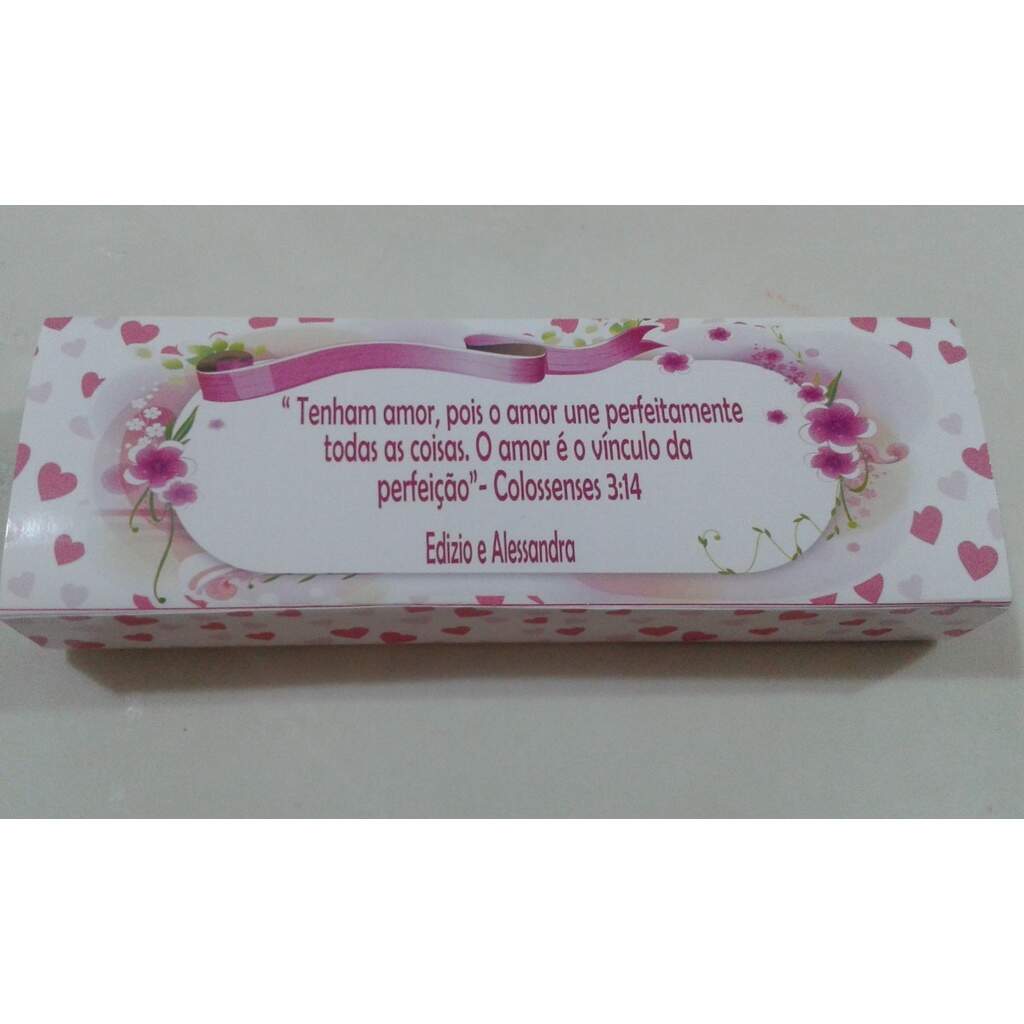 “ Tenham amor, pois o amor une perfeitamente
todas as coisas. O amor é o vínculo da
perfeição”- Colossenses 3:14
Edizio e Alessandra